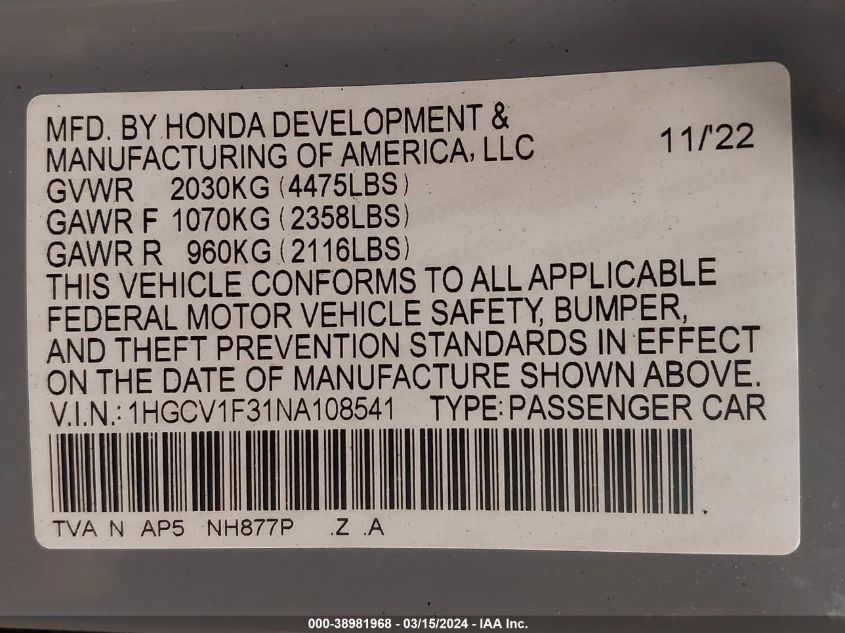 MFD. BY HONDA DEVELOPMENT &
MANUFACTURING OF AMERICA, LLC 11/'22
GVWR 2030KG (4475LBS)
GAWR F 1070KG (2358LBS)
GAWR R 960KG (2116LBS)
THIS VEHICLE CONFORMS TO ALL APPLICABLE
FEDERAL MOTOR VEHICLE SAFETY, BUMPER,
AND THEFT PREVENTION STANDARDS IN EFFECT
ON THE DATE OF MANUFACTURE SHOWN ABOVE.
V.I.N.: 1HGCV1F31NA108541 TYPE: PASSENGER CAR
TVA N AP5 NH877P .Z .A
000-38981968 - 03/15/2024 - IAA Inc.